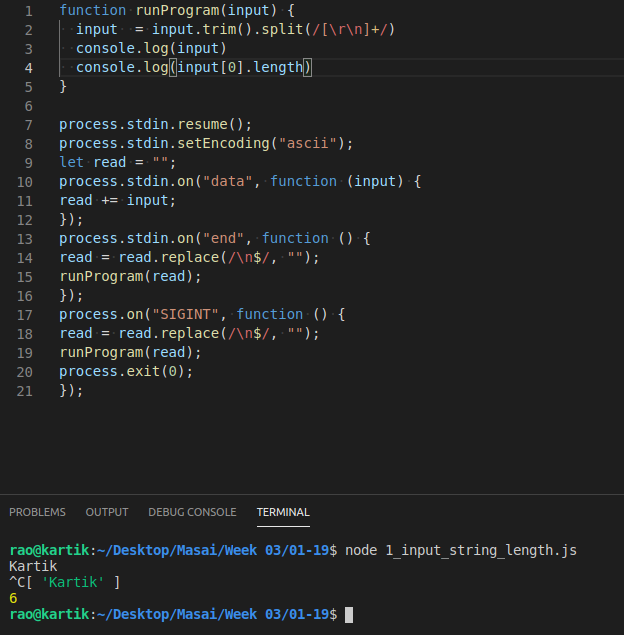 1 function runProgram(input) {
2 input = input.trim().split(/[\r\n]+/)
3 console.log(input)
4 console.log(input[0].length)
5 }
6
7 process.stdin.resume();
8 process.stdin.setEncoding("ascii");
9 let read = "";
10 process.stdin.on("data", function (input) {
11 read += input;
12 });
13 process.stdin.on("end", function () {
14 read = read.replace(/\n$/, "");
15 runProgram(read);
16 });
17 process.on("SIGINT", function () {
18 read = read.replace(/\n$/, "");
19 runProgram(read);
20 process.exit(0);
21 });
PROBLEMS OUTPUT DEBUG CONSOLE TERMINAL
rao@kartik:~/Desktop/Masai/Week 03/01-19$ node 1_input_string_length.js
Kartik
^C[ 'Kartik' ]
6
rao@kartik:~/Desktop/Masai/Week 03/01-19$